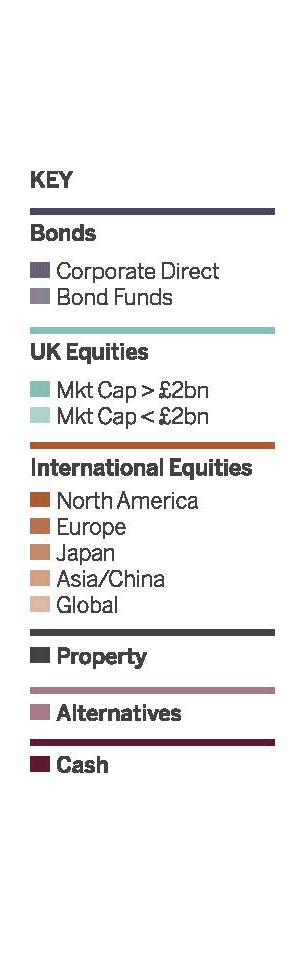 KEY
Bonds
Corporate Direct
Bond Funds
UK Equities
Mkt Cap > £2bn
Mkt Cap < £2bn
International Equities
North America
Europe
Japan
Asia/China
Global
Property
Alternatives
Cash